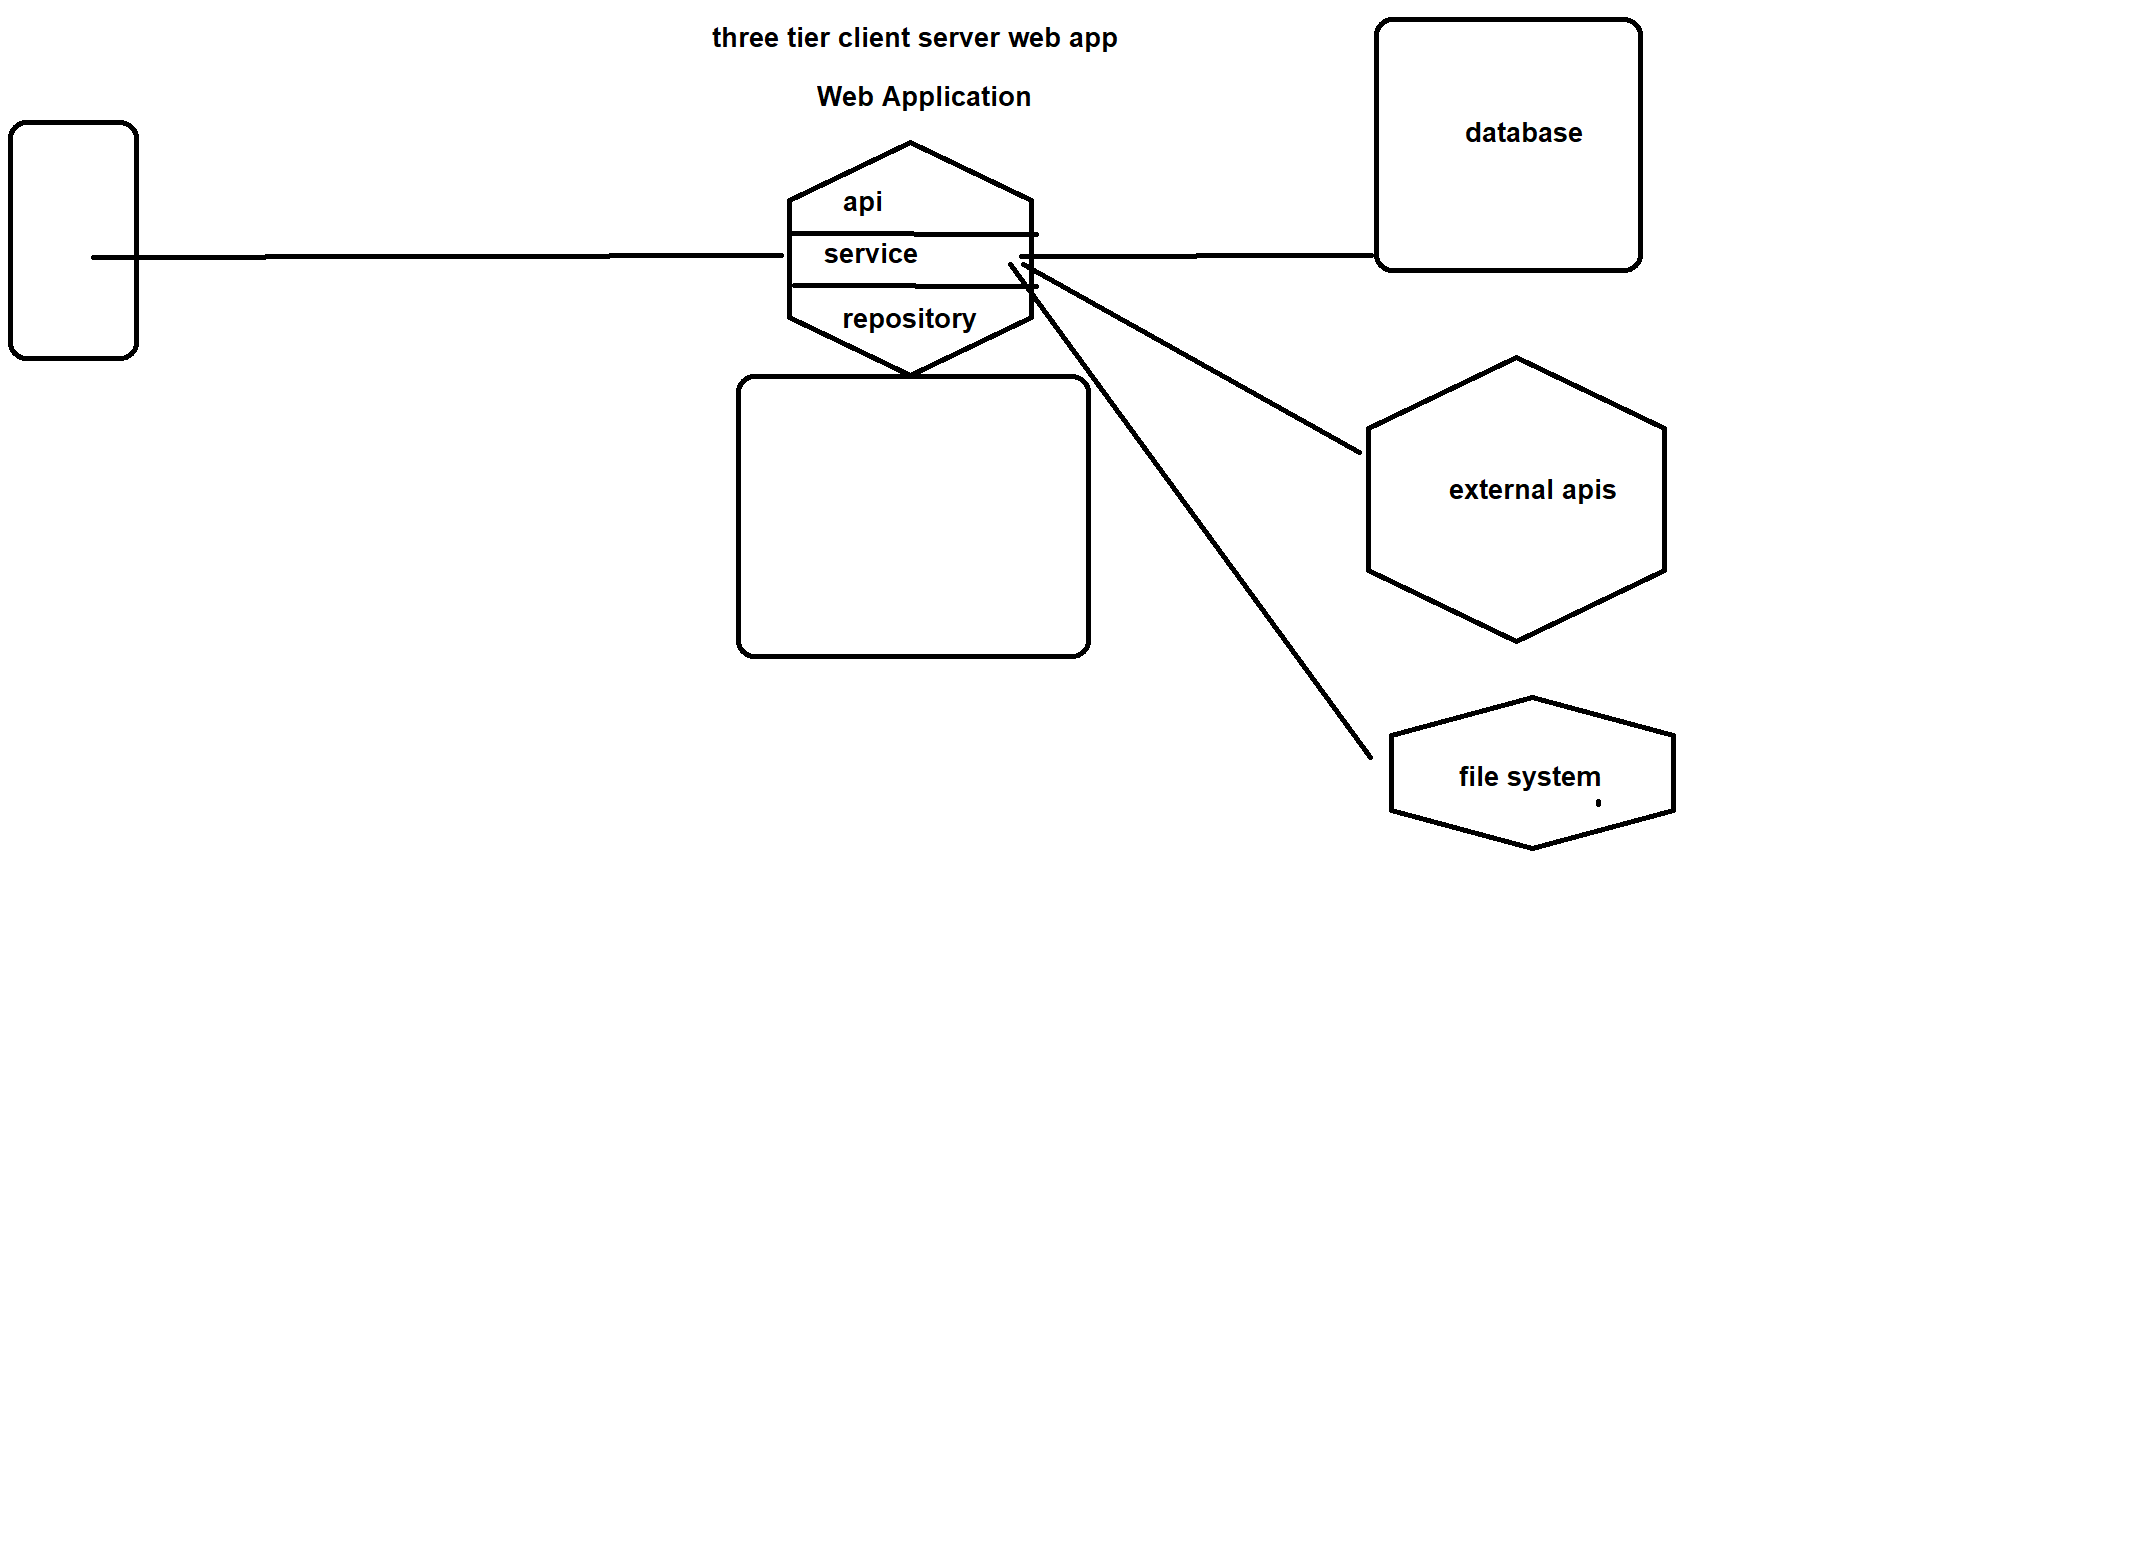 three tier client server web app
Web Application
api
service
repository
database
external apis
file system